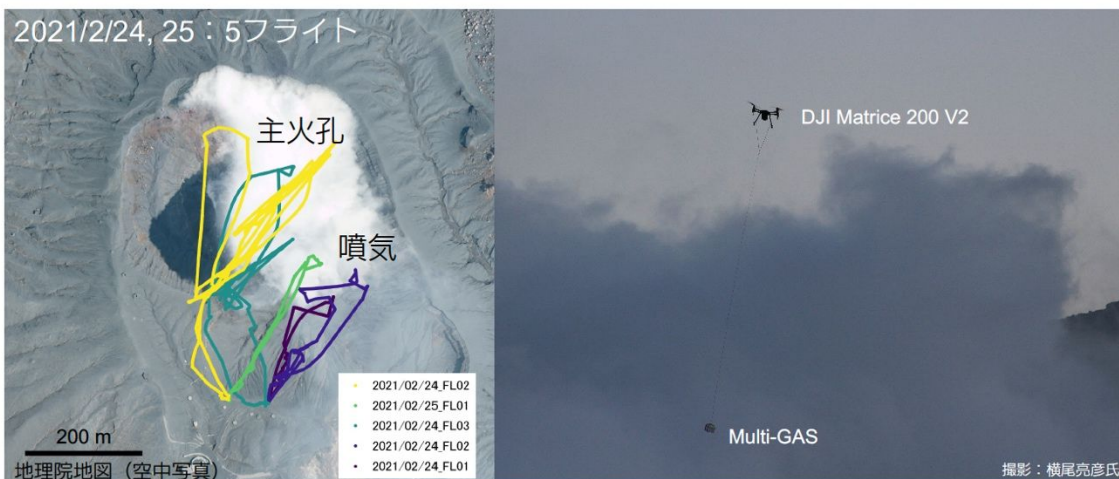 2021/2/24, 25：5フライト
主火孔
噴気
2021/02/24_FL02
2021/02/25_FL01
2021/02/24_FL03
2021/02/24_FL02
2021/02/24_FL01
200 m
地理院地図（空中写真）
DJI Matrice 200 V2
Multi-GAS
撮影：横尾亮彦氏